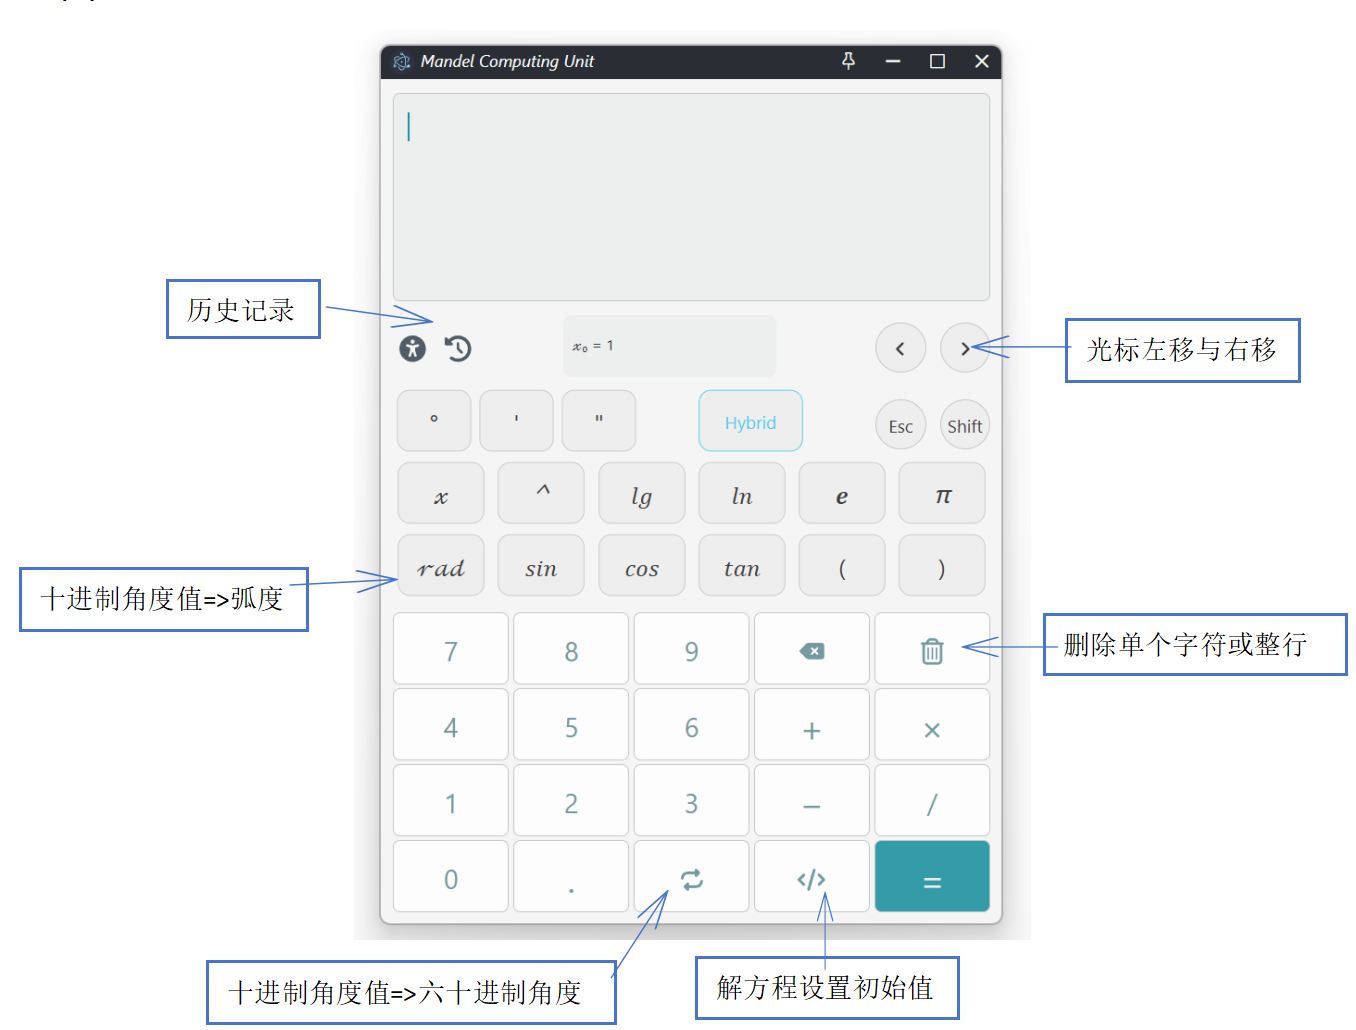 Mandel Computing Unit
历史记录
x₀ = 1
< >
光标左移与右移
° ' " Hybrid Esc Shift
x ^ lg ln e π
十进制角度值=>弧度
rad sin cos tan ( )
7 8 9
删除单个字符或整行
4 5 6 + ×
1 2 3 − /
0 . </> =
十进制角度值=>六十进制角度
解方程设置初始值